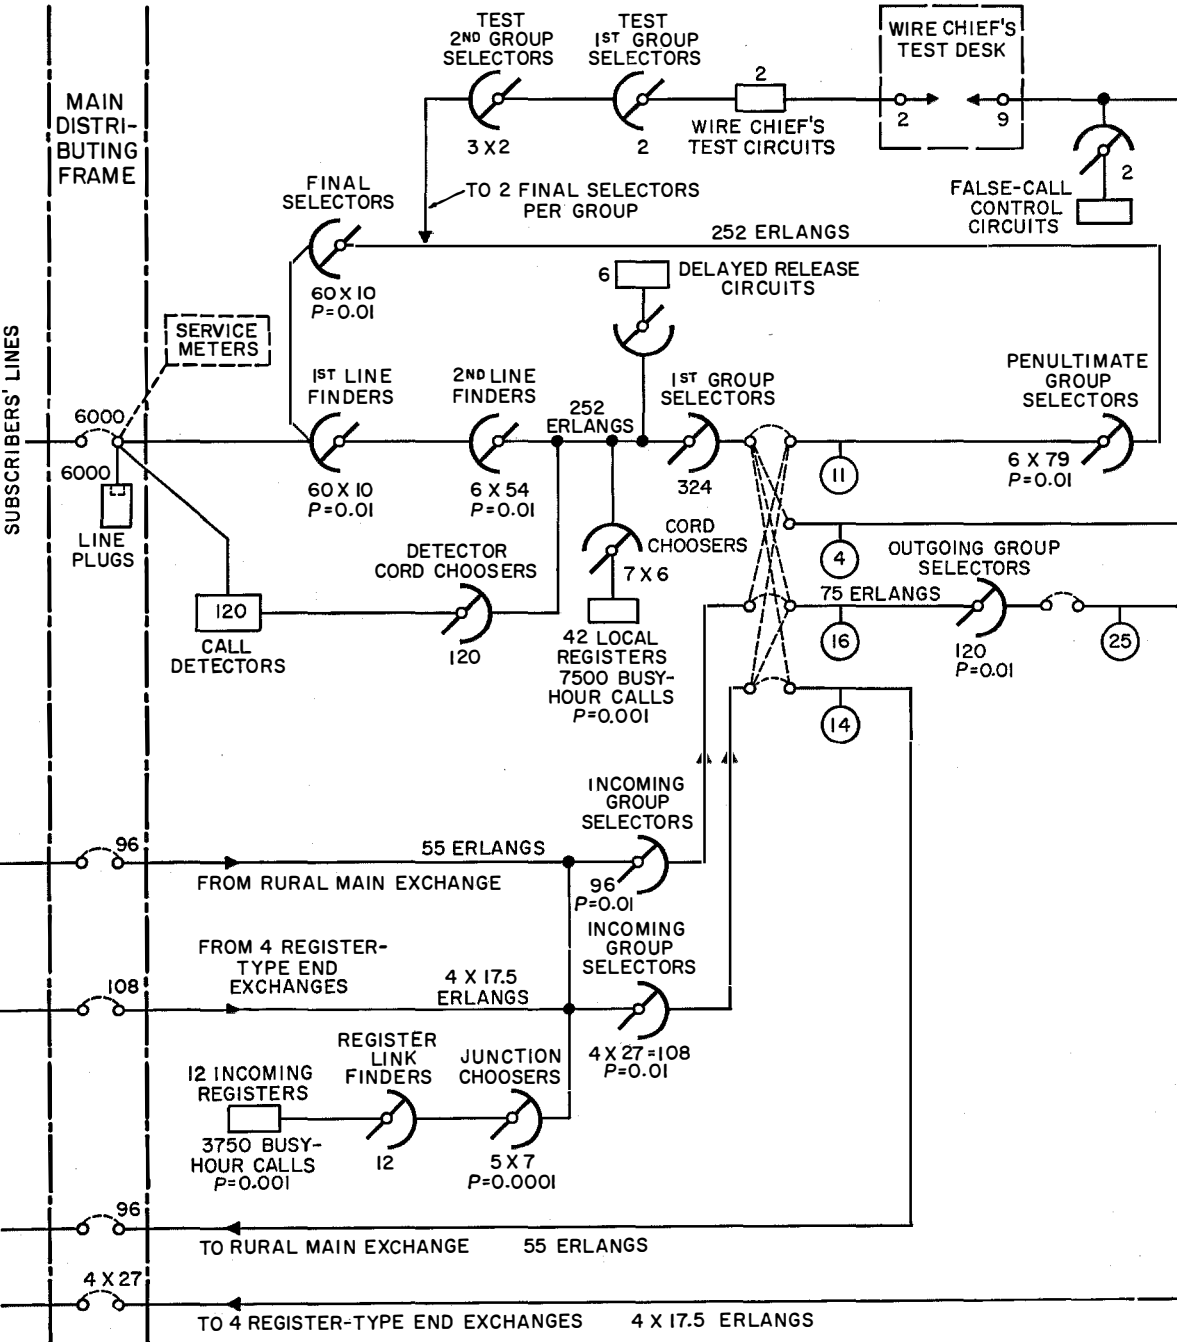 TEST
2ND GROUP
SELECTORS
3 X 2
TEST
1ST GROUP
SELECTORS
2
2
WIRE CHIEF'S
TEST CIRCUITS
WIRE CHIEF'S
TEST DESK
2
9
2
FALSE-CALL
CONTROL
CIRCUITS
MAIN
DISTRI-
BUTING
FRAME
TO 2 FINAL SELECTORS
PER GROUP
FINAL
SELECTORS
60 X 10
P=0.01
252 ERLANGS
6
DELAYED RELEASE
CIRCUITS
SERVICE
METERS
SUBSCRIBERS' LINES
6000
6000
LINE
PLUGS
1ST LINE
FINDERS
60 X 10
P=0.01
2ND LINE
FINDERS
6 X 54
P=0.01
252
ERLANGS
1ST GROUP
SELECTORS
324
PENULTIMATE
GROUP
SELECTORS
6 X 79
P=0.01
11
4
CORD
CHOOSERS
7 X 6
42 LOCAL
REGISTERS
7500 BUSY-
HOUR CALLS
P=0.001
DETECTOR
CORD CHOOSERS
120
120
CALL
DETECTORS
OUTGOING GROUP
SELECTORS
75 ERLANGS
16
120
P=0.01
25
14
INCOMING
GROUP
SELECTORS
96
P=0.01
96
55 ERLANGS
FROM RURAL MAIN EXCHANGE
INCOMING
GROUP
SELECTORS
4 X 27=108
P=0.01
FROM 4 REGISTER-
TYPE END
EXCHANGES
108
4 X 17.5
ERLANGS
REGISTER
LINK
FINDERS
12
JUNCTION
CHOOSERS
5 X 7
P=0.0001
12 INCOMING
REGISTERS
3750 BUSY-
HOUR CALLS
P=0.001
96
TO RURAL MAIN EXCHANGE 55 ERLANGS
4 X 27
TO 4 REGISTER-TYPE END EXCHANGES 4 X 17.5 ERLANGS